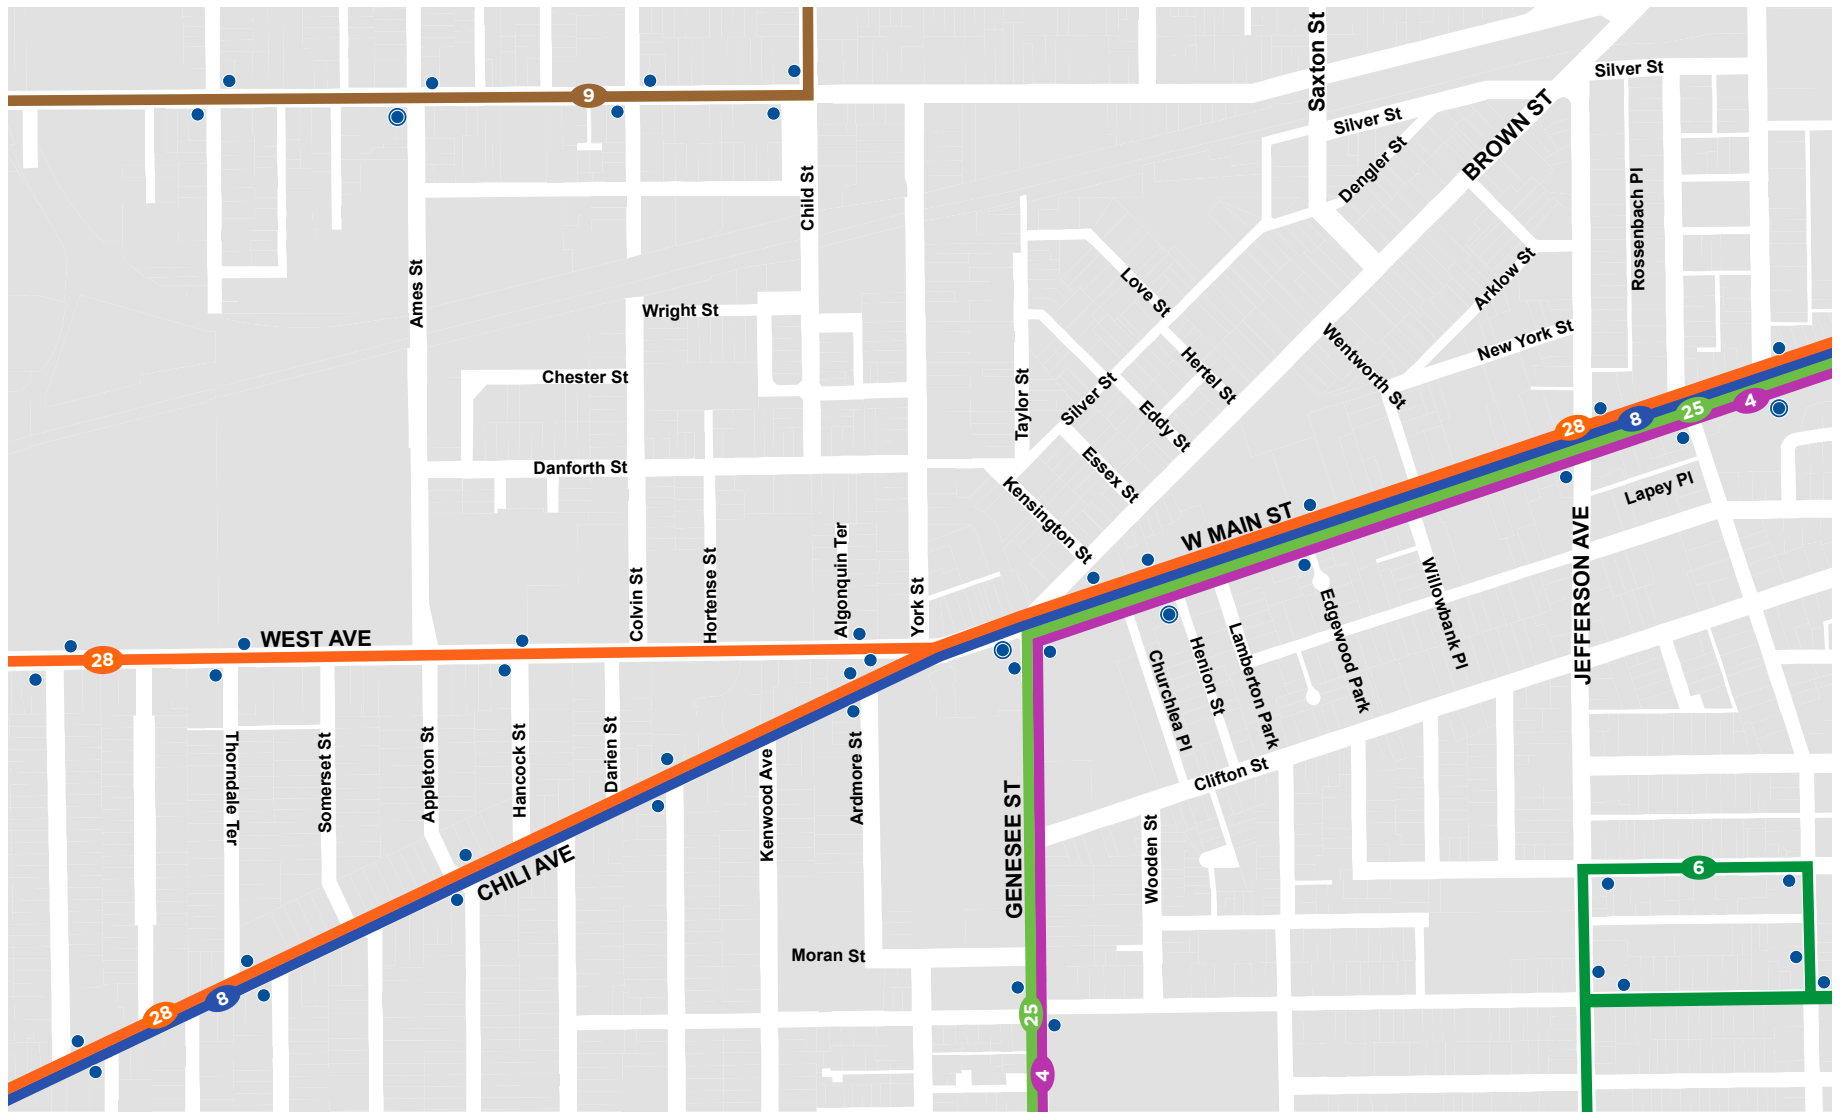 Saxton St
Silver St
9
Silver St
BROWN ST
Dengler St
Child St
Rossenbach Pl
Ames St
Love St
Arklow St
Wright St
New York St
Wentworth St
Hertel St
Chester St
Silver St
Taylor St
4
25
8
28
Eddy St
Danforth St
Essex St
Kensington St
Lapey Pl
W MAIN ST
JEFFERSON AVE
Algonquin Ter
York St
Colvin St
Hortense St
Willowbank Pl
Edgewood Park
WEST AVE
28
Lamberton Park
Henion St
Churchlea Pl
Thorndale Ter
Somerset St
Appleton St
Hancock St
Darien St
Kenwood Ave
Ardmore St
Clifton St
GENESEE ST
Wooden St
CHILI AVE
6
Moran St
8
28
25
4